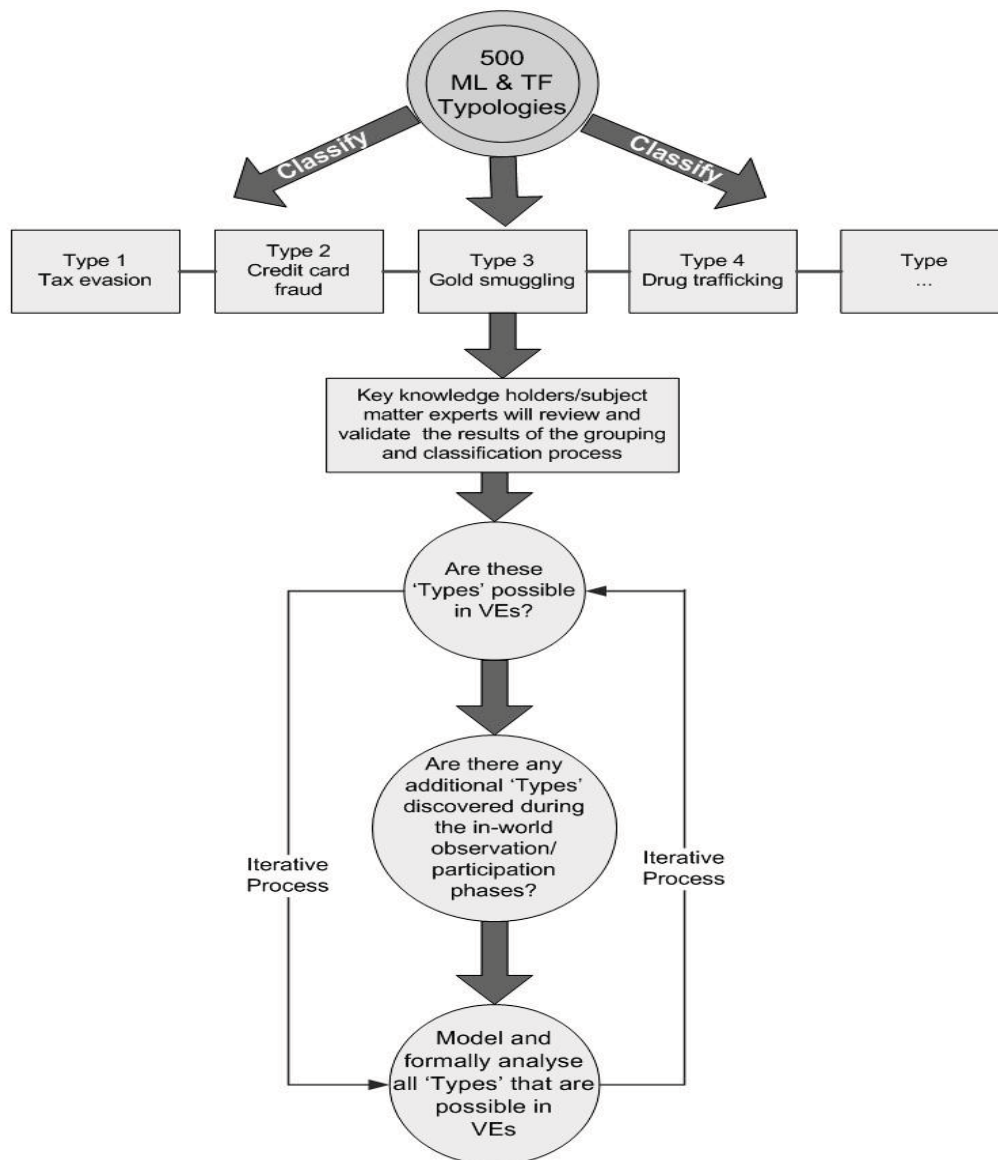 500
ML & TF
Typologies
Classify
Classify
Type 1
Tax evasion
Type 2
Credit card
fraud
Type 3
Gold smuggling
Type 4
Drug trafficking
Type
...
Key knowledge holders/subject
matter experts will review and
validate the results of the grouping
and classification process
Are these
‘Types’ possible
in VEs?
Are there any
additional ‘Types’
discovered during
the in-world
observation/
participation
phases?
Iterative
Process
Iterative
Process
Model and
formally analyse
all ‘Types’ that are
possible in
VEs